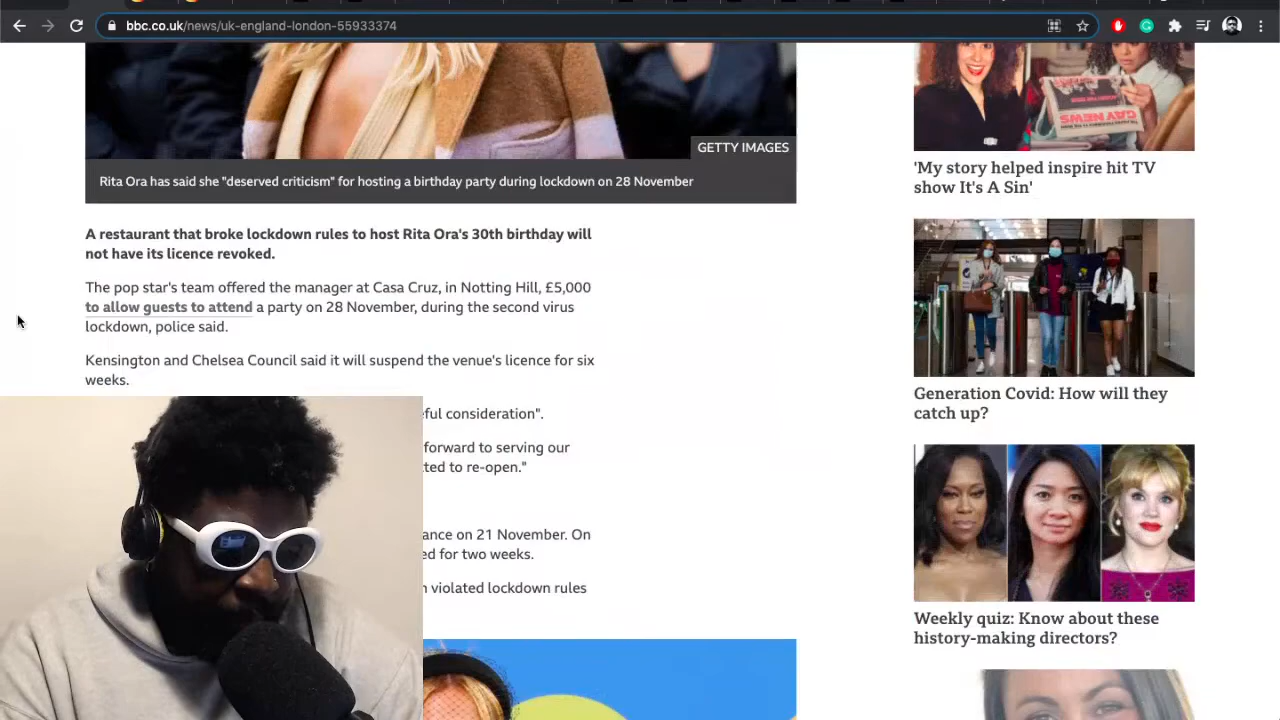 bbc.co.uk/news/uk-england-london-55933374
GETTY IMAGES
Rita Ora has said she "deserved criticism" for hosting a birthday party during lockdown on 28 November
A restaurant that broke lockdown rules to host Rita Ora's 30th birthday will
not have its licence revoked.
The pop star's team offered the manager at Casa Cruz, in Notting Hill, £5,000
to allow guests to attend a party on 28 November, during the second virus
lockdown, police said.
Kensington and Chelsea Council said it will suspend the venue's licence for six
weeks.
consideration".
forward to serving our
to re-open."
on 21 November. On
for two weeks.
violated lockdown rules
GAY NEWS
'My story helped inspire hit TV
show It's A Sin'
Generation Covid: How will they
catch up?
Weekly quiz: Know about these
history-making directors?